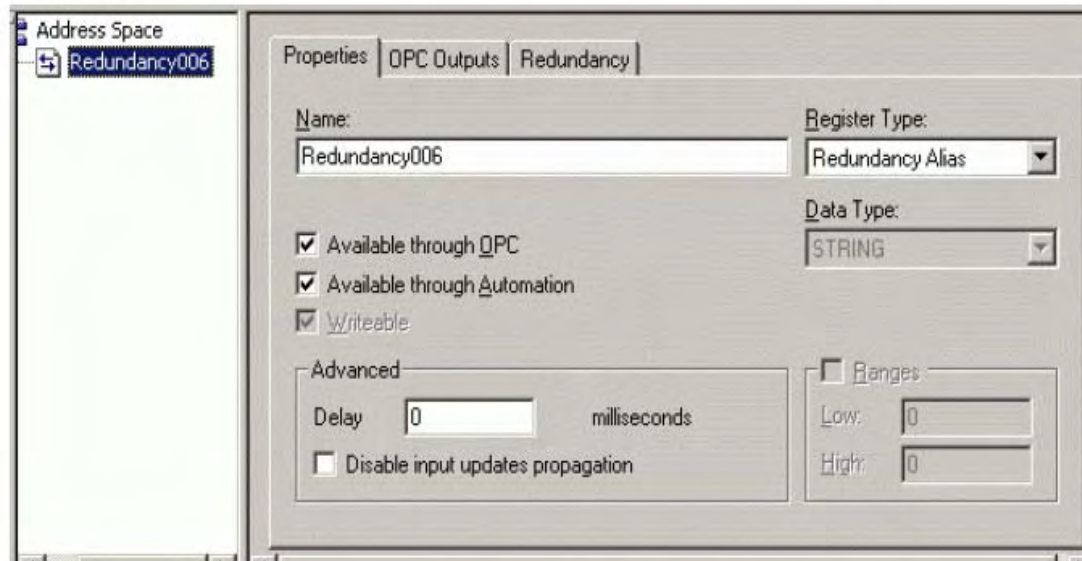 Address Space
Redundancy006
Properties
OPC Outputs
Redundancy
Name:
Register Type:
Redundancy006
Redundancy Alias
Data Type:
STRING
Available through OPC
Available through Automation
Writeable
Advanced
Delay 0 milliseconds
Disable input updates propagation
Ranges
Low: 0
High: 0